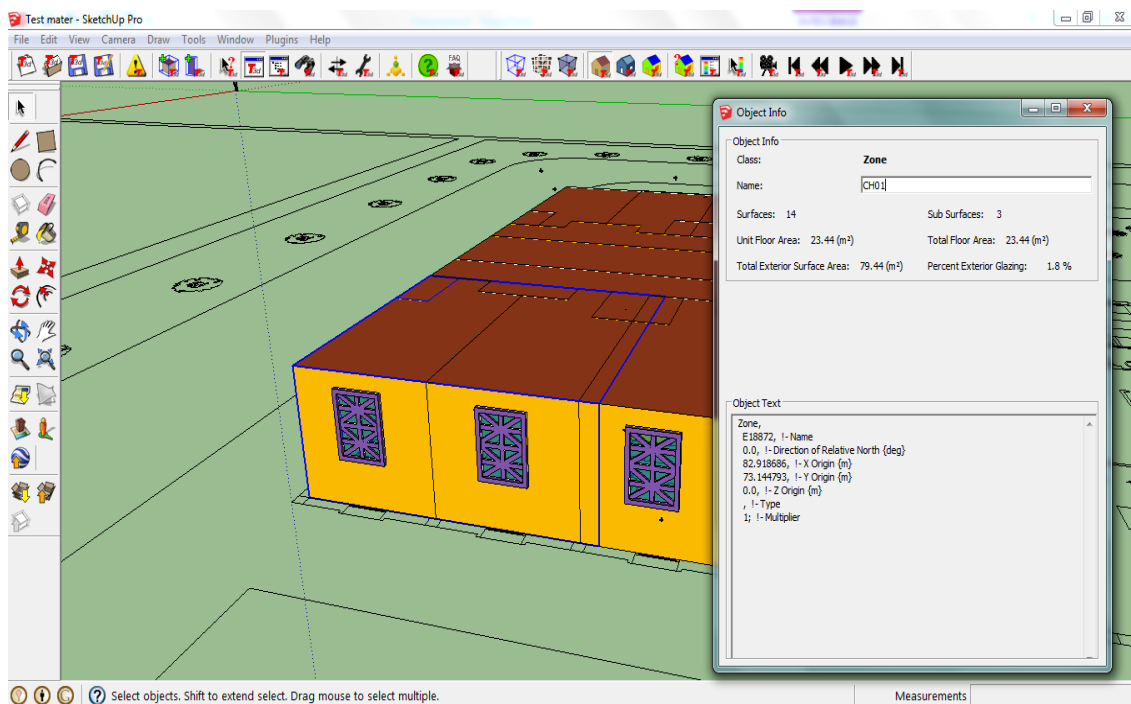 Test mater - SketchUp Pro
File Edit View Camera Draw Tools Window Plugins Help
FAQ
Object Info
Object Info
Class: Zone
Name: CH01
Surfaces: 14 Sub Surfaces: 3
Unit Floor Area: 23.44 (m²) Total Floor Area: 23.44 (m²)
Total Exterior Surface Area: 79.44 (m²) Percent Exterior Glazing: 1.8 %
Object Text
Zone,
E18872, !- Name
0.0, !- Direction of Relative North {deg}
82.918686, !- X Origin {m}
73.144793, !- Y Origin {m}
0.0, !- Z Origin {m}
, !- Type
1; !- Multiplier
Select objects. Shift to extend select. Drag mouse to select multiple. Measurements